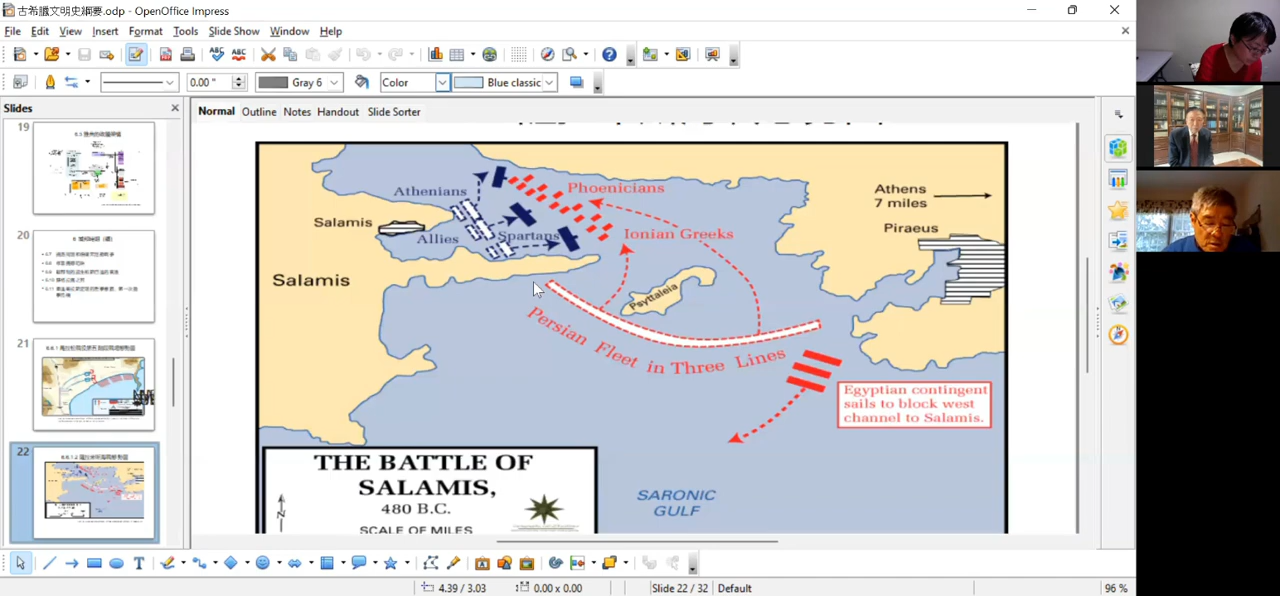 古希臘文明史綱要.odp - OpenOffice Impress
File Edit View Insert Format Tools Slide Show Window Help
0.00 "
Gray 6
Color
Blue classic
Slides
Normal Outline Notes Handout Slide Sorter
19
20
21
22
Athenians
Phoenicians
Salamis
Allies
Spartans
Ionian Greeks
Athens
7 miles
Piraeus
Salamis
Psyttaleia
Persian Fleet in Three Lines
Egyptian contingent
sails to block west
channel to Salamis.
THE BATTLE OF
SALAMIS,
480 B.C.
SCALE OF MILES
N
SARONIC
GULF
4.39 / 3.03
0.00 x 0.00
Slide 22 / 32
Default
96 %